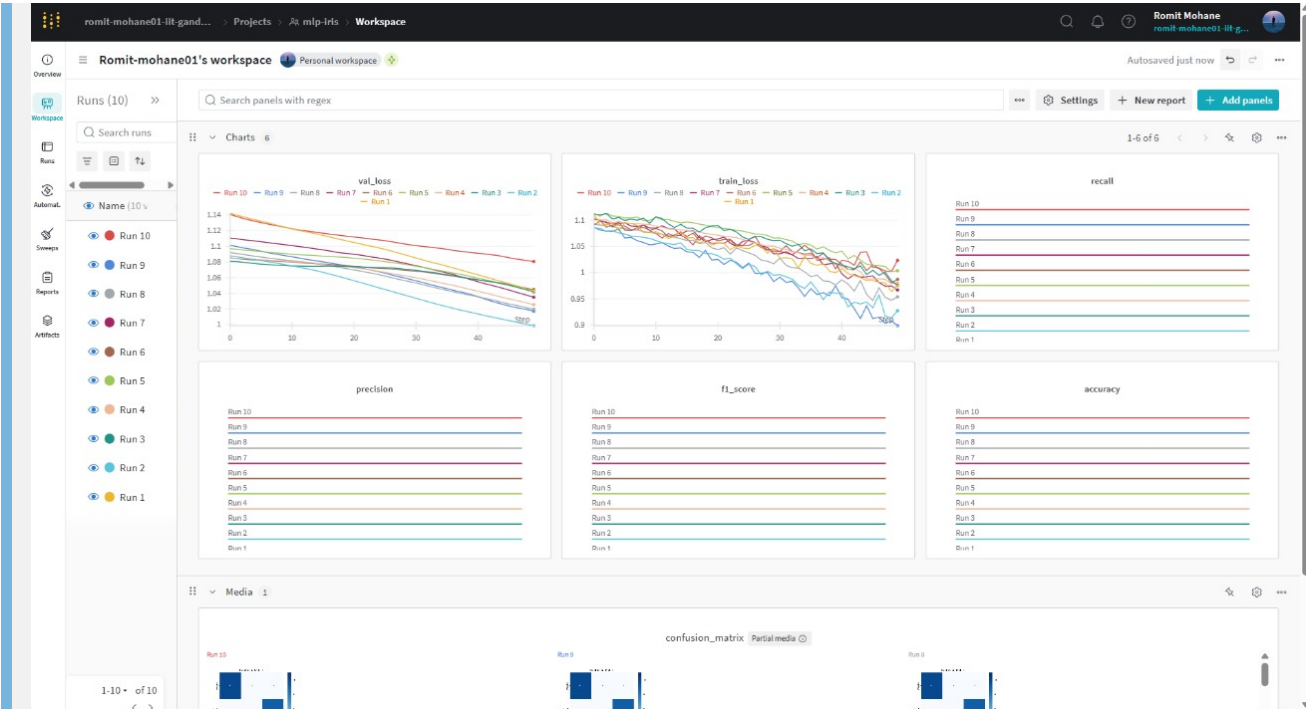 romit-mohane01-iit-gand... > Projects > mlp-iris > Workspace
Romit Mohane
romit-mohane01-iit-g...
Overview
Romit-mohane01's workspace Personal workspace
Autosaved just now
Workspace
Runs (10)
Search panels with regex
Settings
+ New report
+ Add panels
Search runs
Runs
Automat..
Sweeps
Reports
Artifacts
Name (10 v
Run 10
Run 9
Run 8
Run 7
Run 6
Run 5
Run 4
Run 3
Run 2
Run 1
1-10 of 10
Charts 6
1-6 of 6
val_loss
Run 10 Run 9 Run 8 Run 7 Run 6 Run 5 Run 4 Run 3 Run 2
Run 1
1.14
1.12
1.1
1.08
1.06
1.04
1.02
1
Step
0 10 20 30 40
train_loss
Run 10 Run 9 Run 8 Run 7 Run 6 Run 5 Run 4 Run 3 Run 2
Run 1
1.1
1.05
1
0.95
0.9
Step
0 10 20 30 40
recall
Run 10
Run 9
Run 8
Run 7
Run 6
Run 5
Run 4
Run 3
Run 2
Run 1
precision
Run 10
Run 9
Run 8
Run 7
Run 6
Run 5
Run 4
Run 3
Run 2
Run 1
f1_score
Run 10
Run 9
Run 8
Run 7
Run 6
Run 5
Run 4
Run 3
Run 2
Run 1
accuracy
Run 10
Run 9
Run 8
Run 7
Run 6
Run 5
Run 4
Run 3
Run 2
Run 1
Media 1
confusion_matrix Partial media
Run 10
Run 9
Run 8